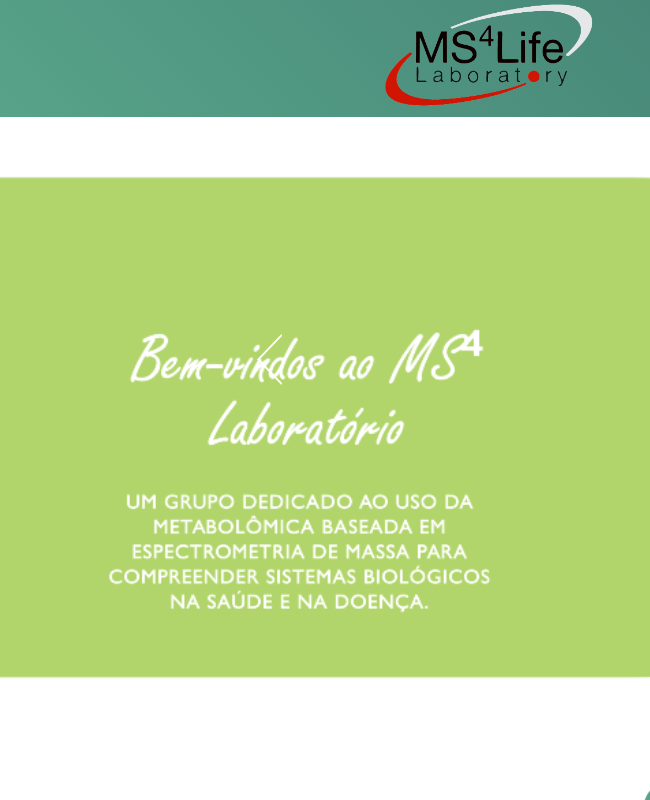 MS⁴Life
Laboratory
Bem-vindos ao MS⁴
Laboratório
UM GRUPO DEDICADO AO USO DA
METABOLÔMICA BASEADA EM
ESPECTROMETRIA DE MASSA PARA
COMPREENDER SISTEMAS BIOLÓGICOS
NA SAÚDE E NA DOENÇA.